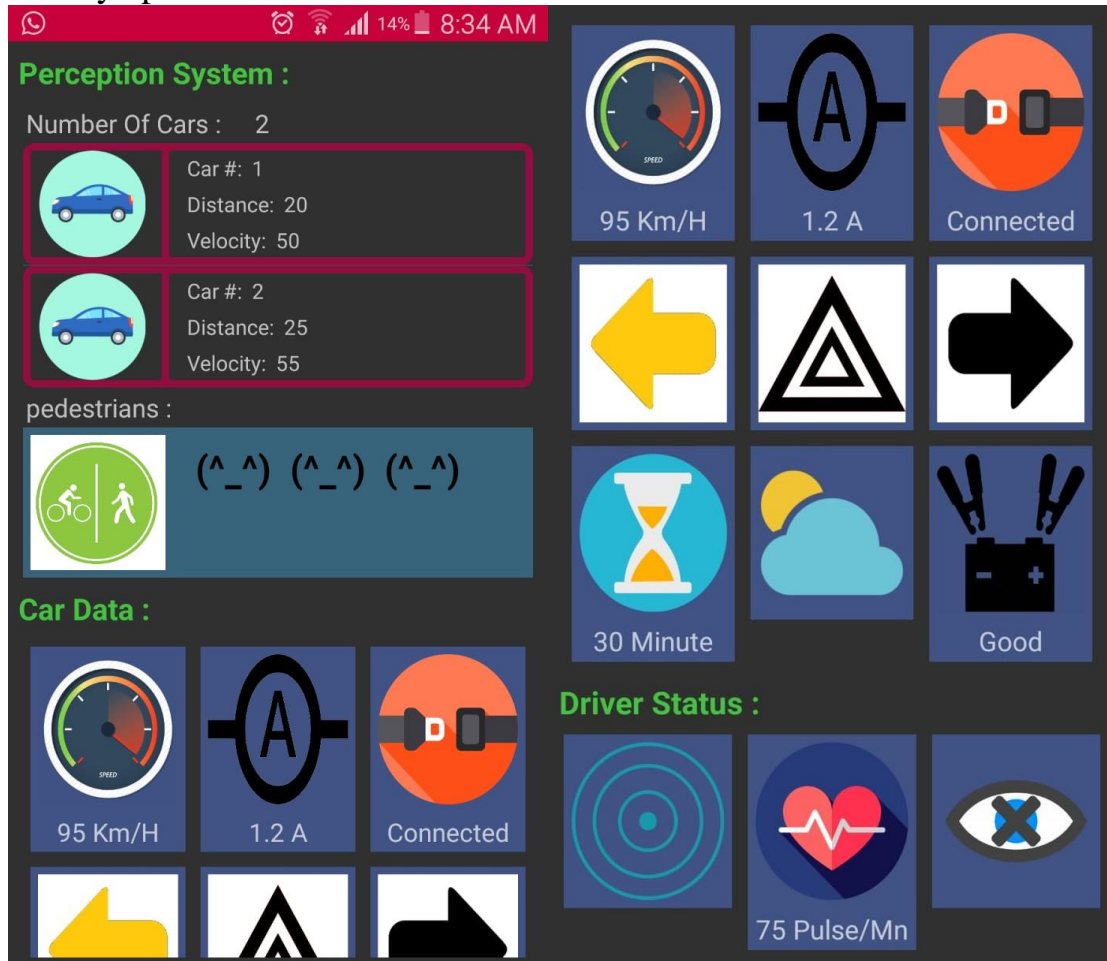 14% 8:34 AM
Perception System :
Number Of Cars : 2
Car #: 1
Distance: 20
Velocity: 50
Car #: 2
Distance: 25
Velocity: 55
pedestrians :
(^_^) (^_^) (^_^)
Car Data :
SPEED
A
95 Km/H 1.2 A Connected
SPEED
A
95 Km/H 1.2 A Connected
30 Minute Good
Driver Status :
75 Pulse/Mn